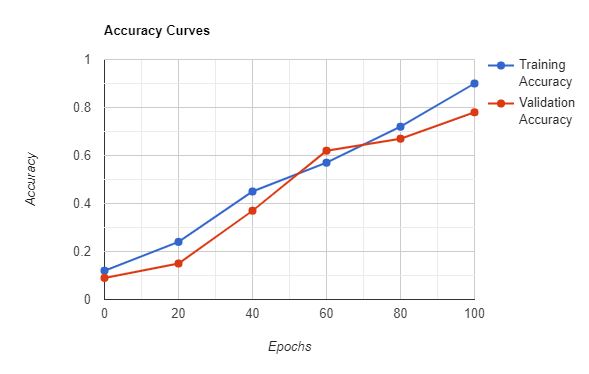 Accuracy Curves
Training
Accuracy
Validation
Accuracy
1
0.8
0.6
0.4
0.2
0
Accuracy
0 20 40 60 80 100
Epochs